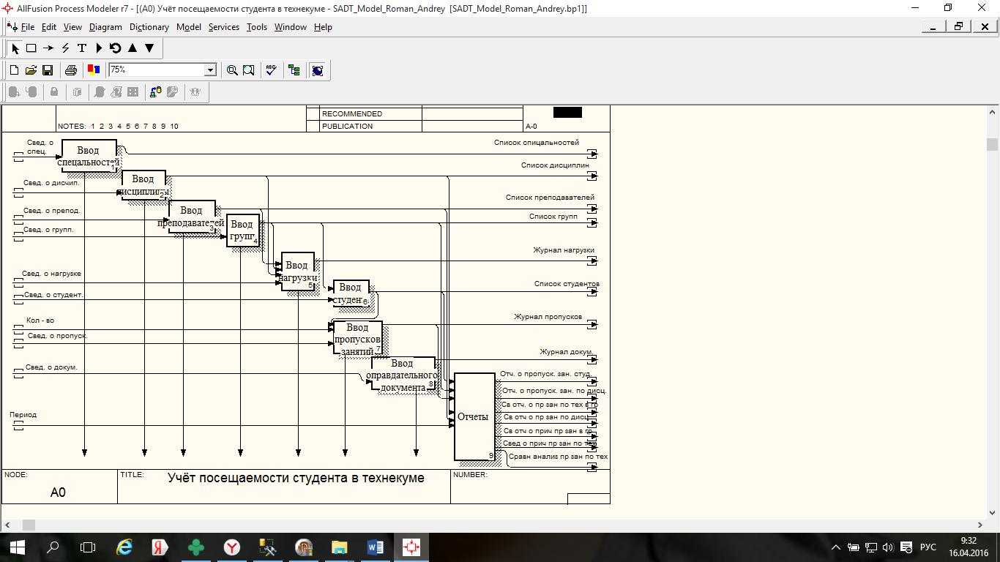 AllFusion Process Modeler r7 - [(A0) Учёт посещаемости студента в технекуме - SADT_Model_Roman_Andrey [SADT_Model_Roman_Andrey.bp1]]
File Edit View Diagram Dictionary Model Services Tools Window Help
T
75%
ABC
RECOMMENDED
NOTES: 1 2 3 4 5 6 7 8 9 10
PUBLICATION
A-0
Свед. о
спец.
Ввод
спецальностей
1
Список спицальностей
Свед. о дисчип.
Ввод
дисциплины
2
Список дисциплин
Свед. о препод.
Ввод
преподавателей
3
Список преподавателей
Свед. о групп.
Ввод
групп
4
Список групп
Свед. о нагрузке
Ввод
нагрузки
5
Журнал нагрузки
Свед. о студент.
Ввод
6
Список студентов
Кол - во
Свед. о пропуск.
Ввод
пропусков
занятий
7
Журнал пропусков
Свед. о докум.
Ввод
оправдательного
документа
8
Журнал докум.
Период
Отчеты
9
Отч. о пропуск. зан. студ.
Отч. о пропуск. зан. по дисц.
Св отч. о пр зан по тех в гр
Св отч о пр зан по дисц
Св отч о прич пр зан в гр
Свед о прич пр зан по тех
Сравн анализ пр зан по тех
NODE:
A0
TITLE:
Учёт посещаемости студента в технекуме
NUMBER:
РУС
9:32
16.04.2016